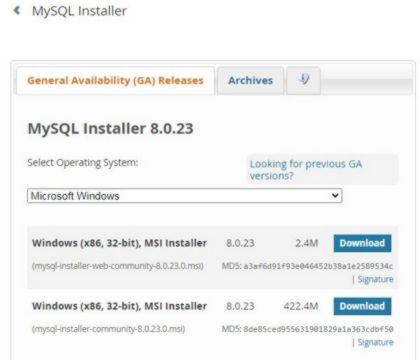 MySQL Installer
General Availability (GA) Releases
Archives
MySQL Installer 8.0.23
Select Operating System:
Looking for previous GA
versions?
Microsoft Windows
Windows (x86, 32-bit), MSI Installer 8.0.23 2.4M Download
(mysql-installer-web-community-8.0.23.0.msi) MD5: a3af6d91f93e046452b38a1e2589534c
| Signature
Windows (x86, 32-bit), MSI Installer 8.0.23 422.4M Download
(mysql-installer-community-8.0.23.0.msi) MD5: 8de85ced955631901829a1a363cdbf50
| Signature